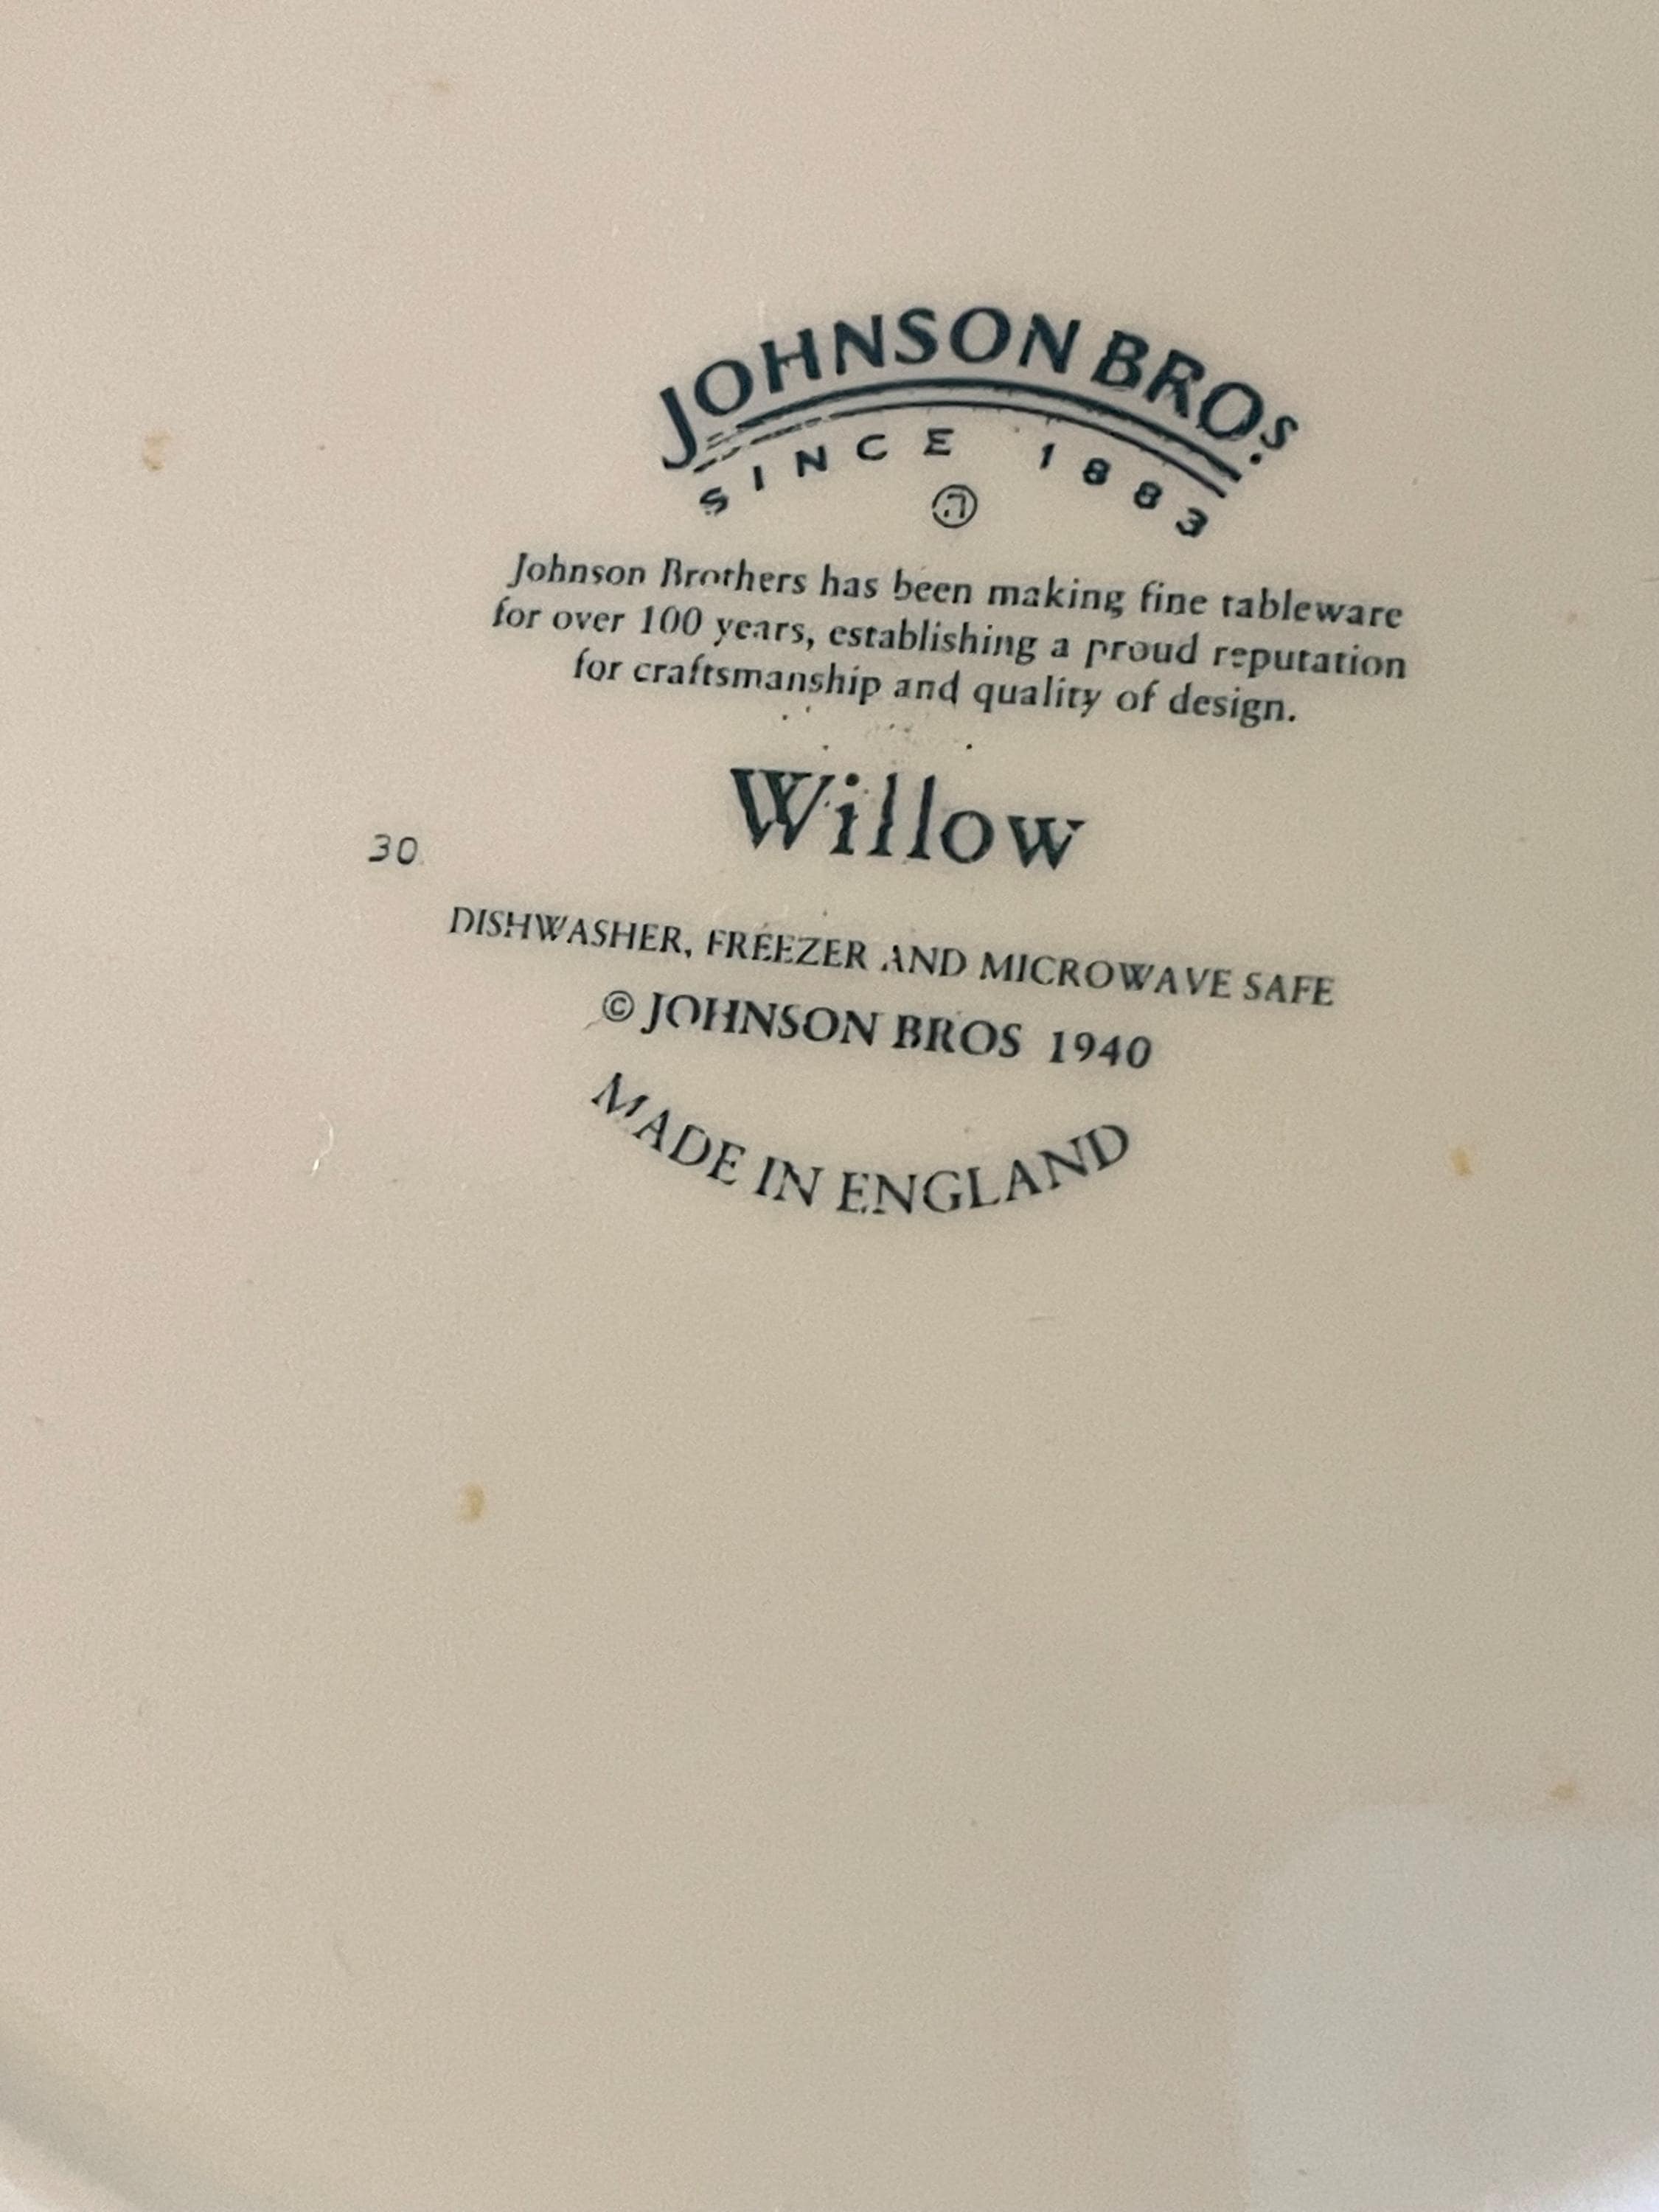 JOHNSON BROS.
SINCE 1883
Johnson Brothers has been making fine tableware
for over 100 years, establishing a proud reputation
for craftsmanship and quality of design.
Willow
30
DISHWASHER, FREEZER AND MICROWAVE SAFE
© JOHNSON BROS 1940
MADE IN ENGLAND